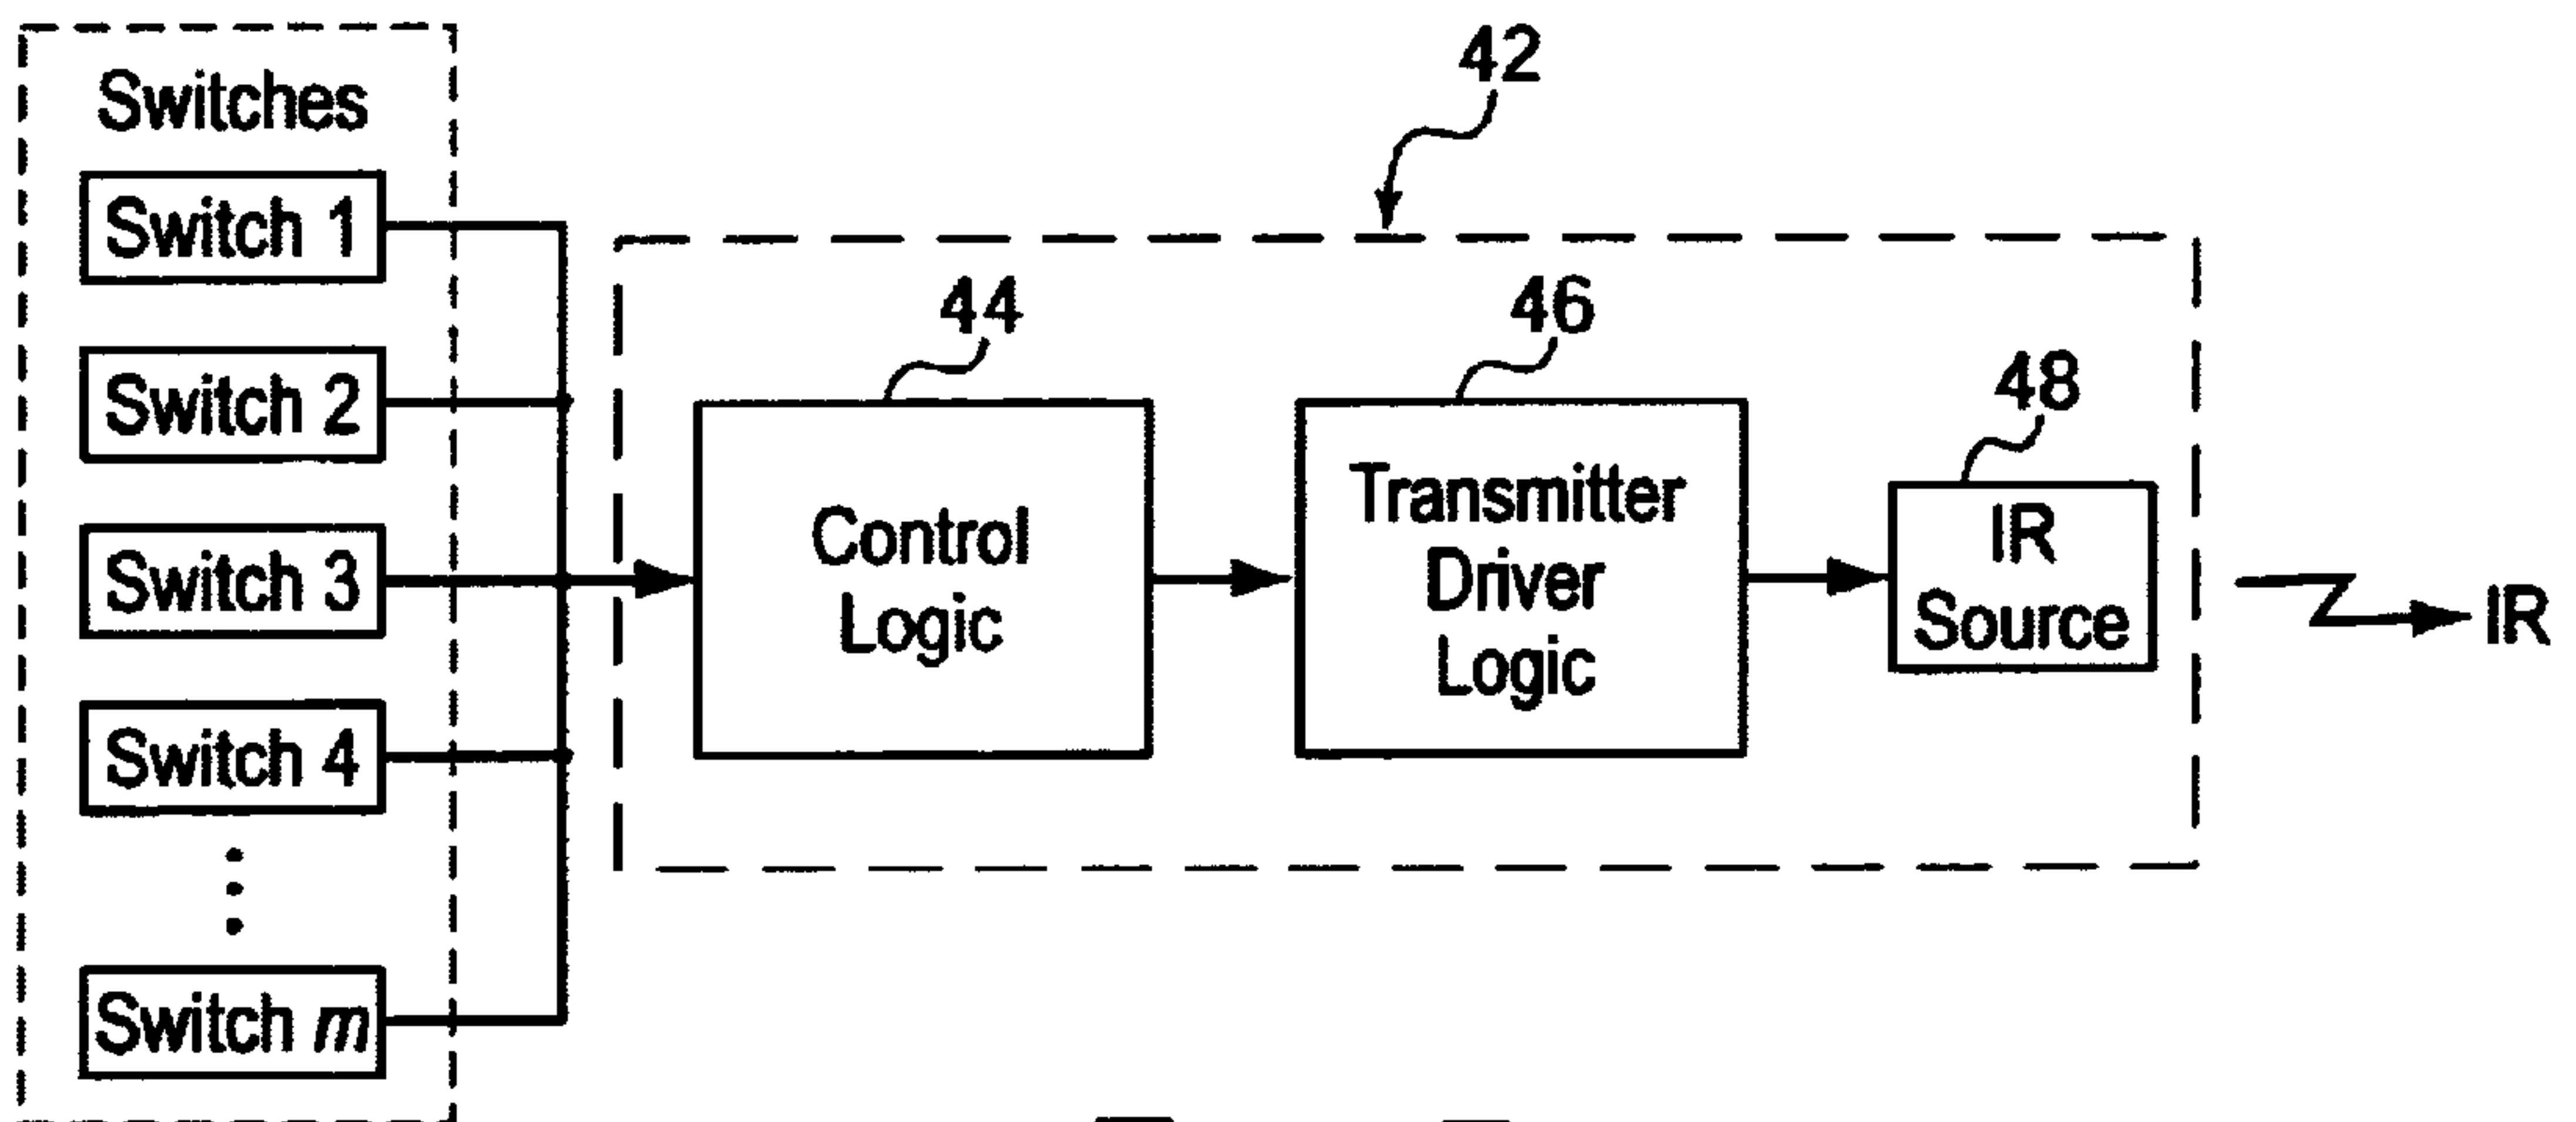 Switches
Switch 1
Switch 2
Switch 3
Switch 4
Switch m
42
44
Control
Logic
46
Transmitter
Driver
Logic
48
IR
Source
IR